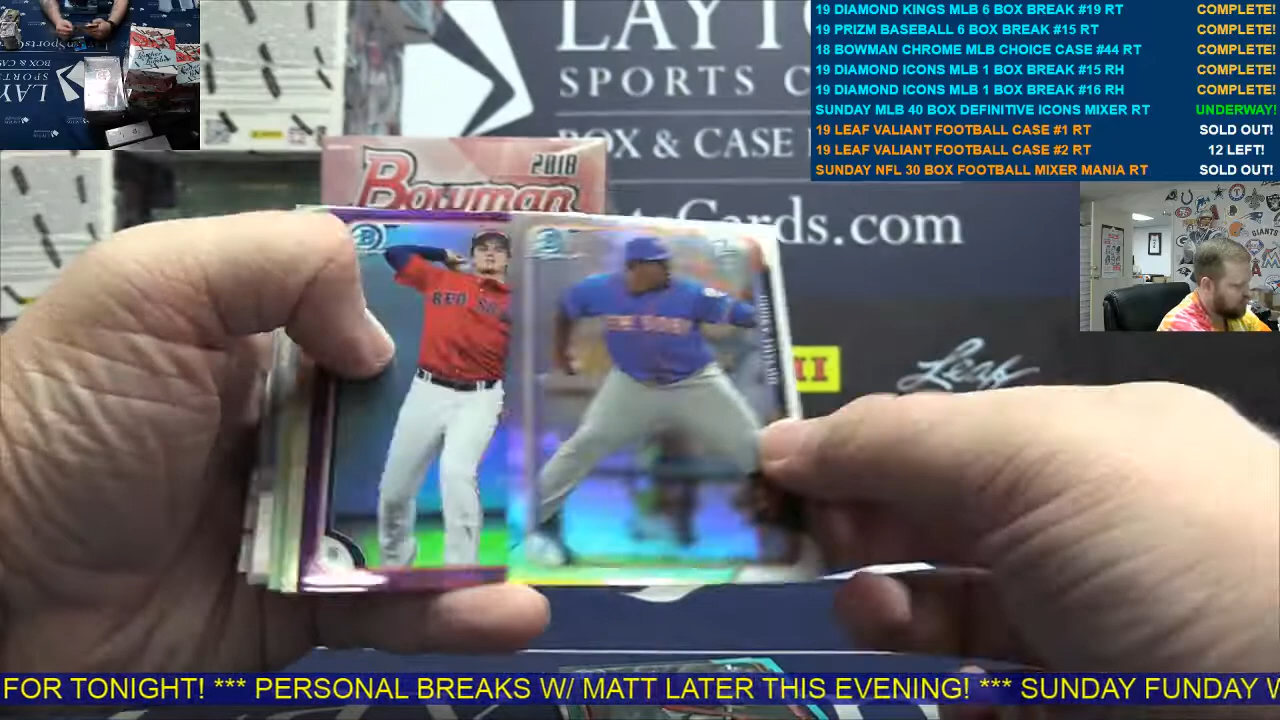 19 DIAMOND KINGS MLB 6 BOX BREAK #19 RT COMPLETE!
19 PRIZM BASEBALL 6 BOX BREAK #15 RT COMPLETE!
18 BOWMAN CHROME MLB CHOICE CASE #44 RT COMPLETE!
19 DIAMOND ICONS MLB 1 BOX BREAK #15 RH COMPLETE!
19 DIAMOND ICONS MLB 1 BOX BREAK #16 RH COMPLETE!
SUNDAY MLB 40 BOX DEFINITIVE ICONS MIXER RT UNDERWAY!
19 LEAF VALIANT FOOTBALL CASE #1 RT SOLD OUT!
19 LEAF VALIANT FOOTBALL CASE #2 RT 12 LEFT!
SUNDAY NFL 30 BOX FOOTBALL MIXER MANIA RT SOLD OUT!
LAYTO
SPORTS C
OX & CASE
Cards.com
2018
Bowman
RED SO
Leaf
GIANTS
FOR TONIGHT! *** PERSONAL BREAKS W/ MATT LATER THIS EVENING! *** SUNDAY FUNDAY W